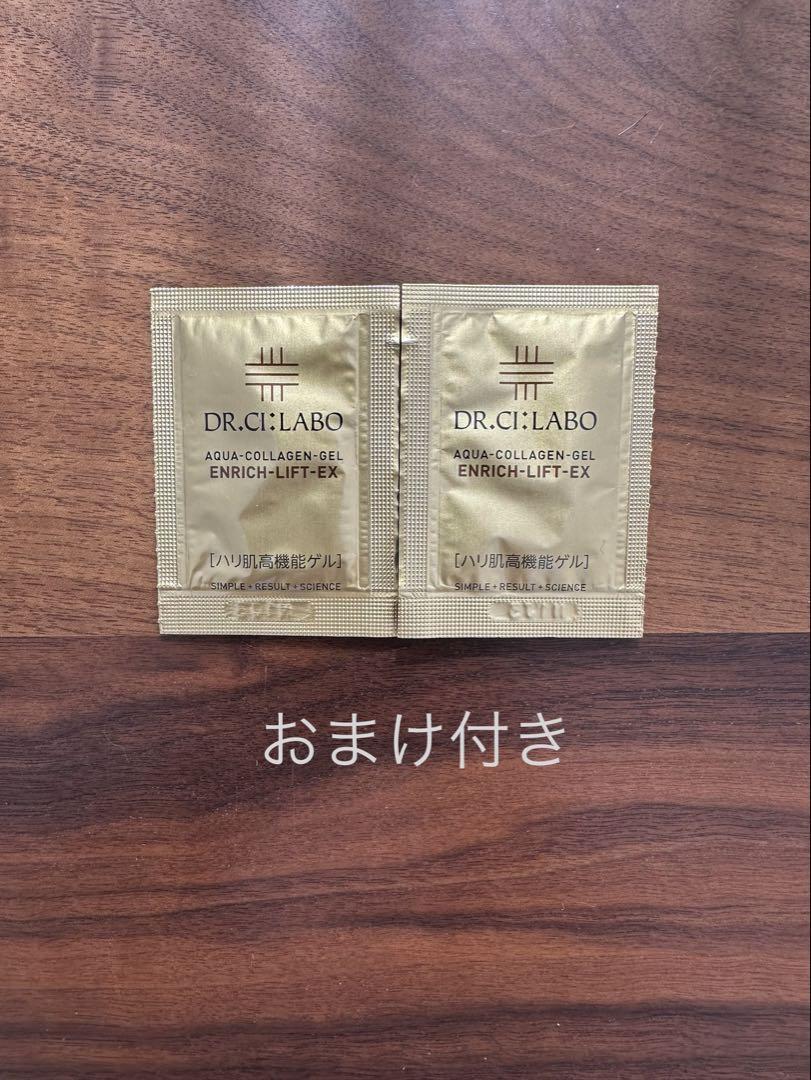 DR.CI:LABO
AQUA-COLLAGEN-GEL
ENRICH-LIFT-EX
[ハリ肌高機能ゲル]
SIMPLE+RESULT+SCIENCE
DR.CI:LABO
AQUA-COLLAGEN-GEL
ENRICH-LIFT-EX
[ハリ肌高機能ゲル]
SIMPLE+RESULT+SCIENCE
おまけ付き